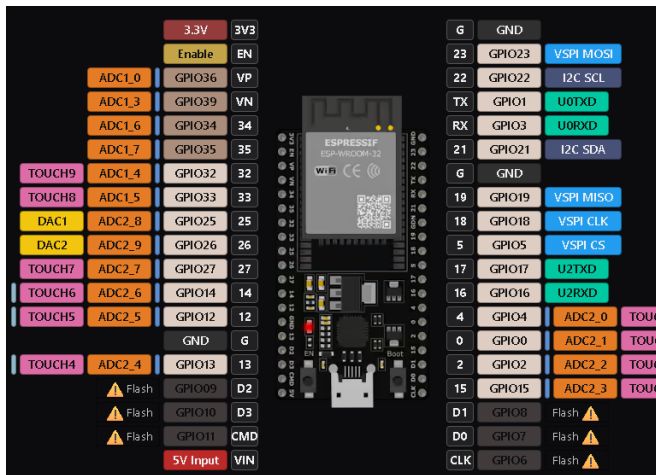 3.3V 3V3 G GND
Enable EN 23 GPIO23 VSPI MOSI
ADC1_0 GPIO36 VP 22 GPIO22 I2C SCL
ADC1_3 GPIO39 VN TX GPIO1 U0TXD
ADC1_6 GPIO34 34 RX GPIO3 U0RXD
ADC1_7 GPIO35 35 21 GPIO21 I2C SDA
TOUCH9 ADC1_4 GPIO32 32 G GND
TOUCH8 ADC1_5 GPIO33 33 19 GPIO19 VSPI MISO
DAC1 ADC2_8 GPIO25 25 18 GPIO18 VSPI CLK
DAC2 ADC2_9 GPIO26 26 5 GPIO5 VSPI CS
TOUCH7 ADC2_7 GPIO27 27 17 GPIO17 U2TXD
TOUCH6 ADC2_6 GPIO14 14 16 GPIO16 U2RXD
TOUCH5 ADC2_5 GPIO12 12 4 GPIO4 ADC2_0 TOUC
GND G 0 GPIO0 ADC2_1 TOUC
TOUCH4 ADC2_4 GPIO13 13 2 GPIO2 ADC2_2 TOUC
Flash GPIO09 D2 15 GPIO15 ADC2_3 TOUC
Flash GPIO10 D3 D1 GPIO8 Flash
Flash GPIO11 CMD D0 GPIO7 Flash
5V Input VIN CLK GPIO6 Flash
ESPRESSIF
ESP-WROOM-32
WiFi CE
EN Boot